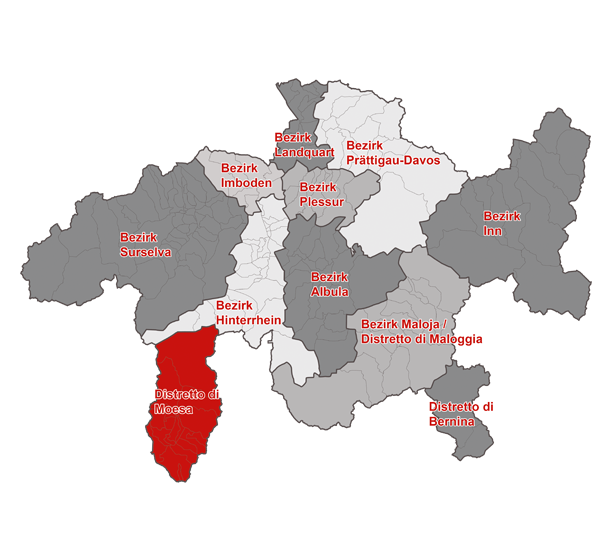 Bezirk
Landquart
Bezirk
Prättigau-Davos
Bezirk
Imboden
Bezirk
Plessur
Bezirk
Inn
Bezirk
Surselva
Bezirk
Albula
Bezirk
Hinterrhein
Bezirk Maloja /
Distretto di Maloggia
Distretto di
Moesa
Distretto di
Bernina